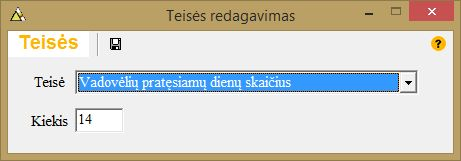 Teisės redagavimas
Teisės
?
Teisė Vadovėlių pratęsiamų dienų skaičius
Kiekis 14